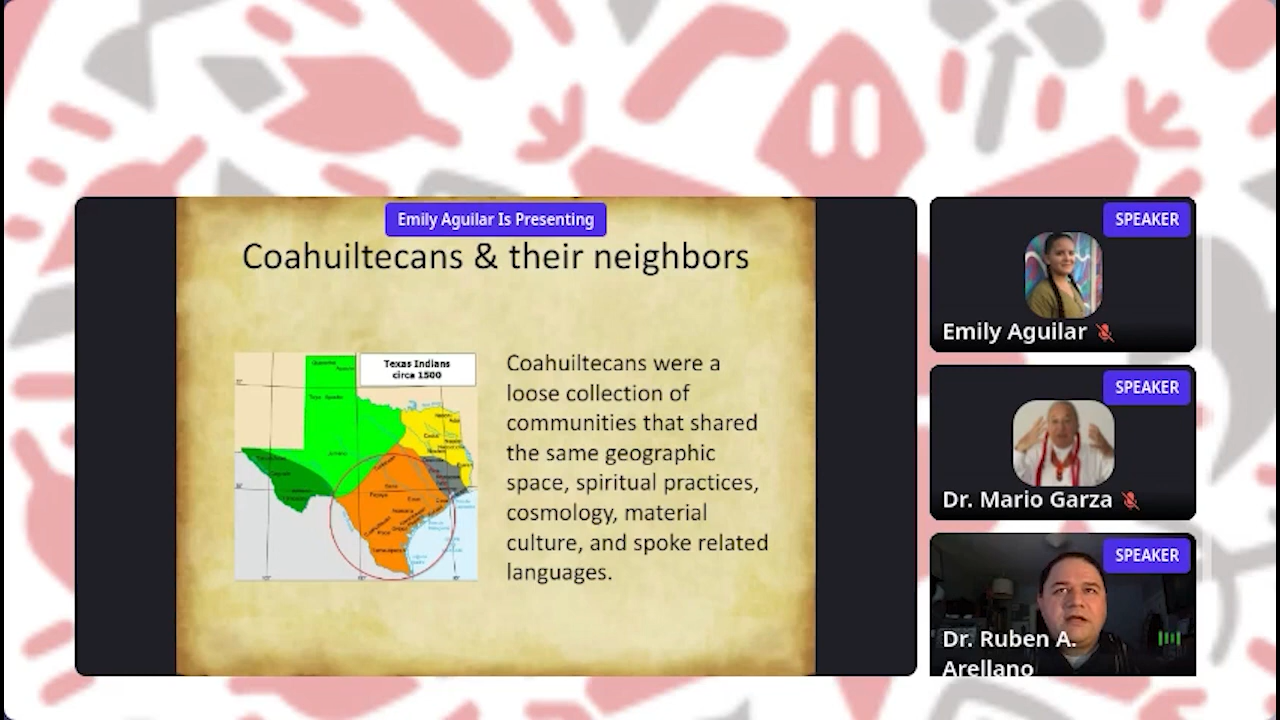 Emily Aguilar Is Presenting
Coahuiltecans & their neighbors
Texas Indians
circa 1500
Coahuiltecans were a
loose collection of
communities that shared
the same geographic
space, spiritual practices,
cosmology, material
culture, and spoke related
languages.
SPEAKER
Emily Aguilar
SPEAKER
Dr. Mario Garza
SPEAKER
Dr. Ruben A.
Arellano